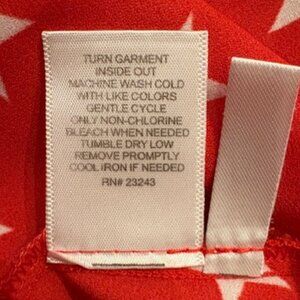 TURN GARMENT
INSIDE OUT
MACHINE WASH COLD
WITH LIKE COLORS
GENTLE CYCLE
ONLY NON-CHLORINE
BLEACH WHEN NEEDED
TUMBLE DRY LOW
REMOVE PROMPTLY
COOL IRON IF NEEDED
RN# 23243